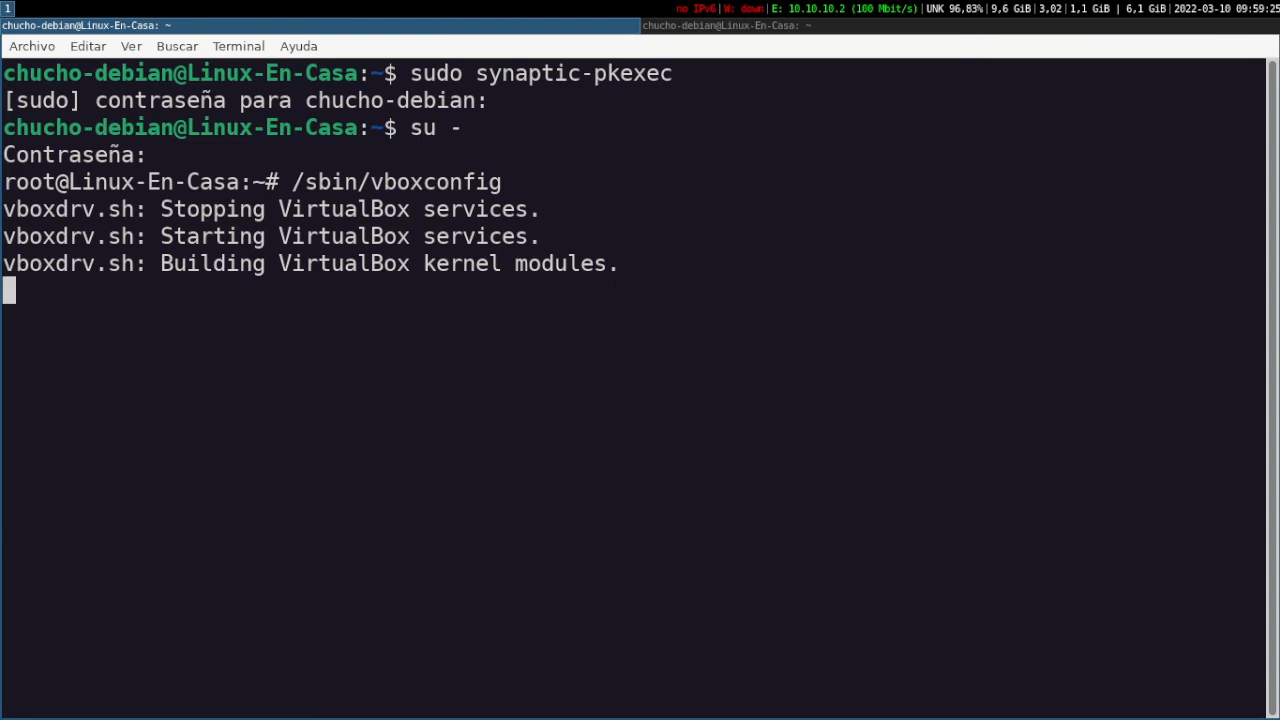 1
no IPv6|W: down|E: 10.10.10.2 (100 Mbit/s)|UNK 96,83%|9,6 GiB|3,02|1,1 GiB | 6,1 GiB|2022-03-10 09:59:25
chucho-debian@Linux-En-Casa: ~
chucho-debian@Linux-En-Casa: ~
Archivo Editar Ver Buscar Terminal Ayuda
chucho-debian@Linux-En-Casa:~$ sudo synaptic-pkexec
[sudo] contraseña para chucho-debian:
chucho-debian@Linux-En-Casa:~$ su -
Contraseña:
root@Linux-En-Casa:~# /sbin/vboxconfig
vboxdrv.sh: Stopping VirtualBox services.
vboxdrv.sh: Starting VirtualBox services.
vboxdrv.sh: Building VirtualBox kernel modules.